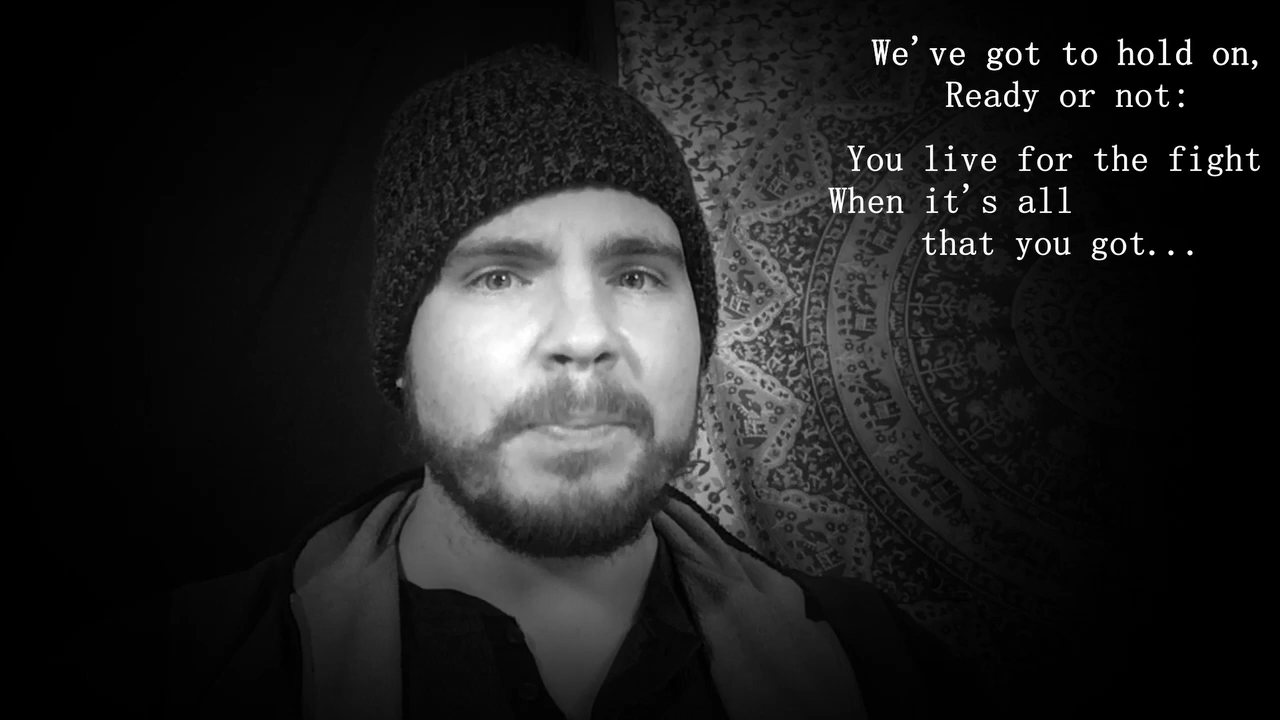 We've got to hold on,
Ready or not:
You live for the fight
When it's all
that you got...